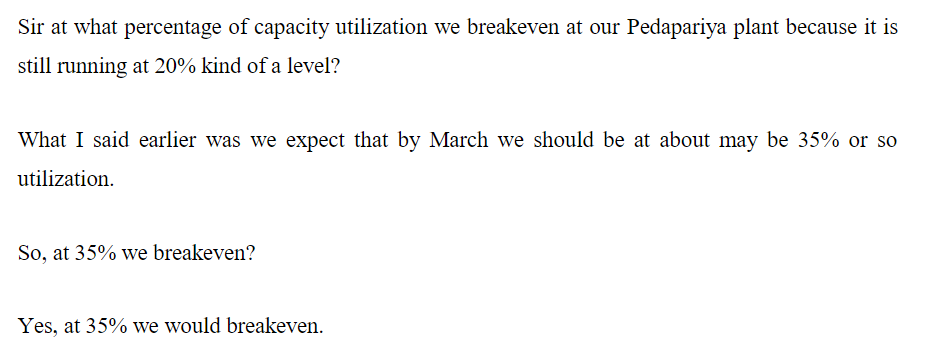 Sir at what percentage of capacity utilization we breakeven at our Pedapariya plant because it is
still running at 20% kind of a level?
What I said earlier was we expect that by March we should be at about may be 35% or so
utilization.
So, at 35% we breakeven?
Yes, at 35% we would breakeven.